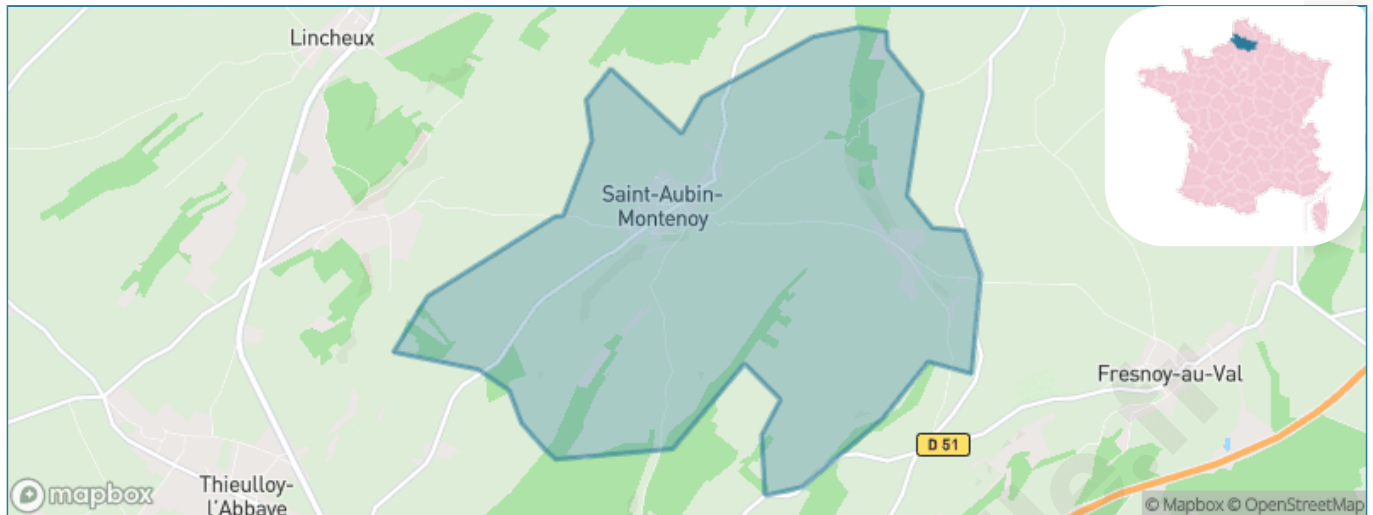 Lincheux
Saint-Aubin-
Montenoy
Fresnoy-au-Val
D 51
Thieulloy-
l'Abbaye
mapbox
© Mapbox © OpenStreetMap